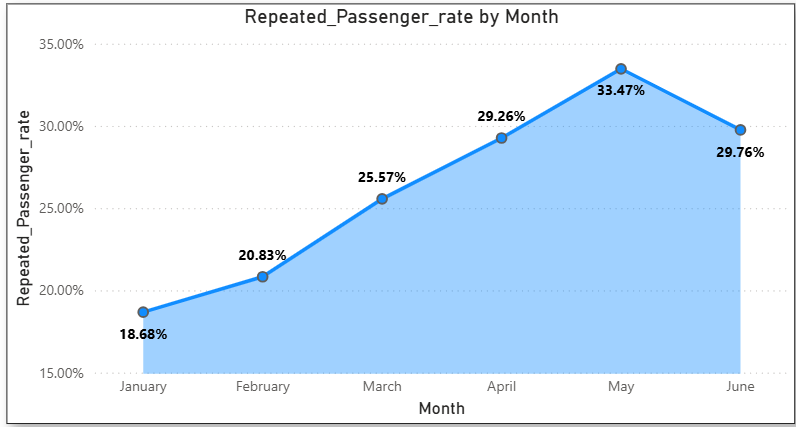 Repeated_Passenger_rate by Month
35.00%
30.00%
25.00%
20.00%
15.00%
Repeated_Passenger_rate
18.68%
20.83%
25.57%
29.26%
33.47%
29.76%
January February March April May June
Month